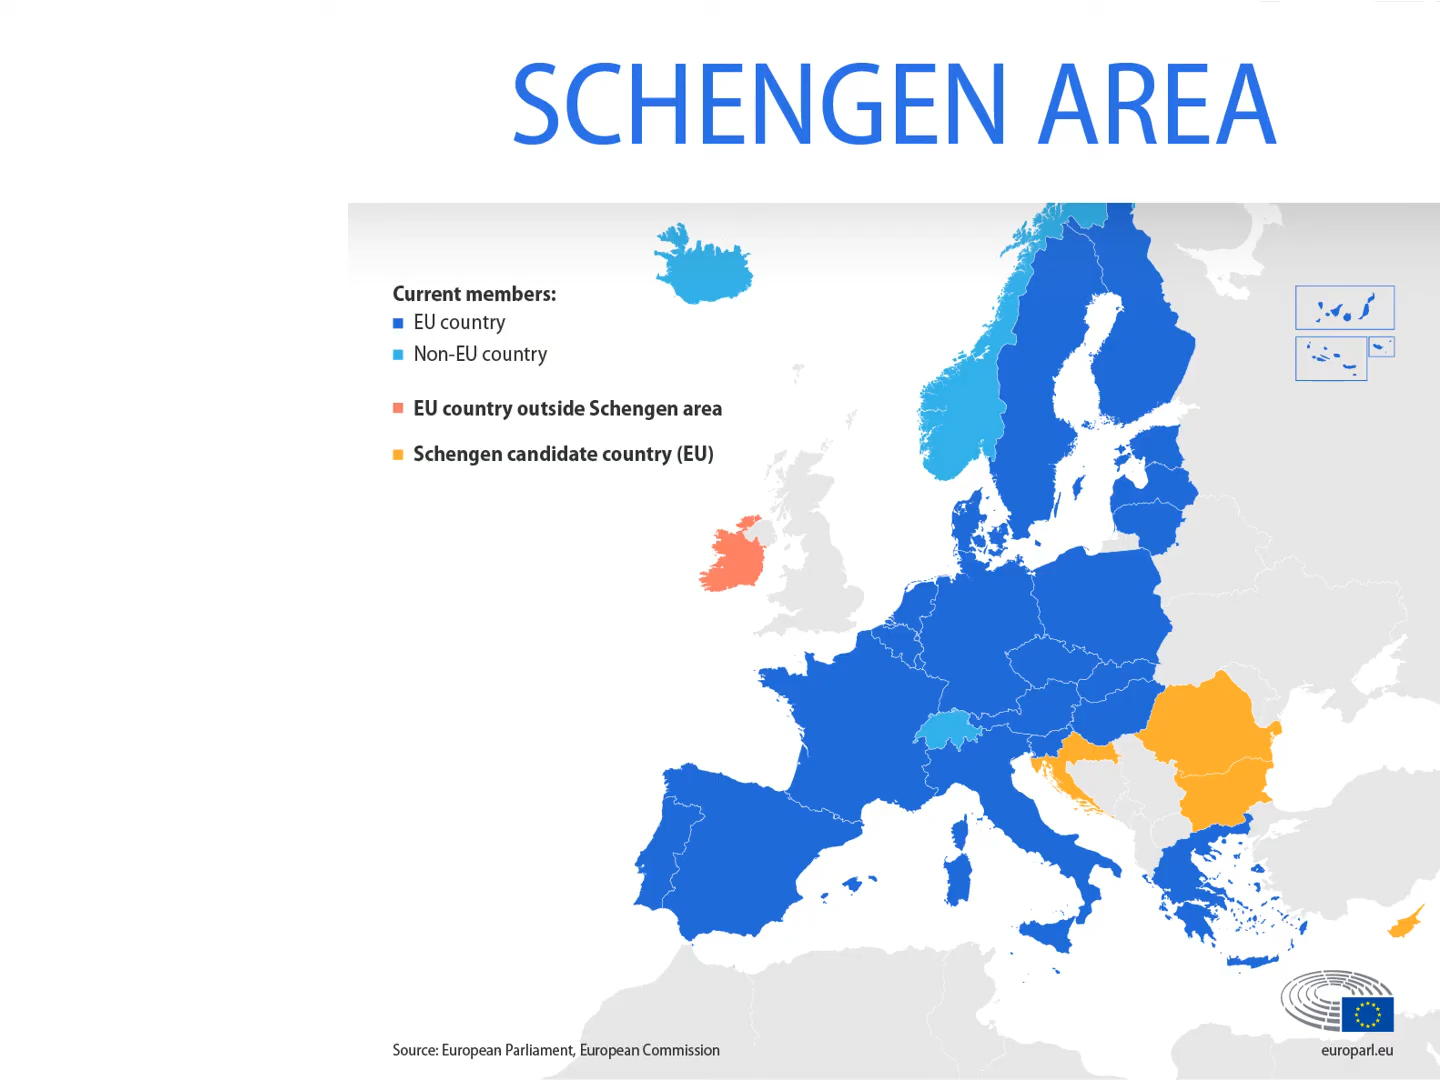 SCHENGEN AREA
Current members:
EU country
Non-EU country
EU country outside Schengen area
Schengen candidate country (EU)
Source: European Parliament, European Commission
europarl.eu